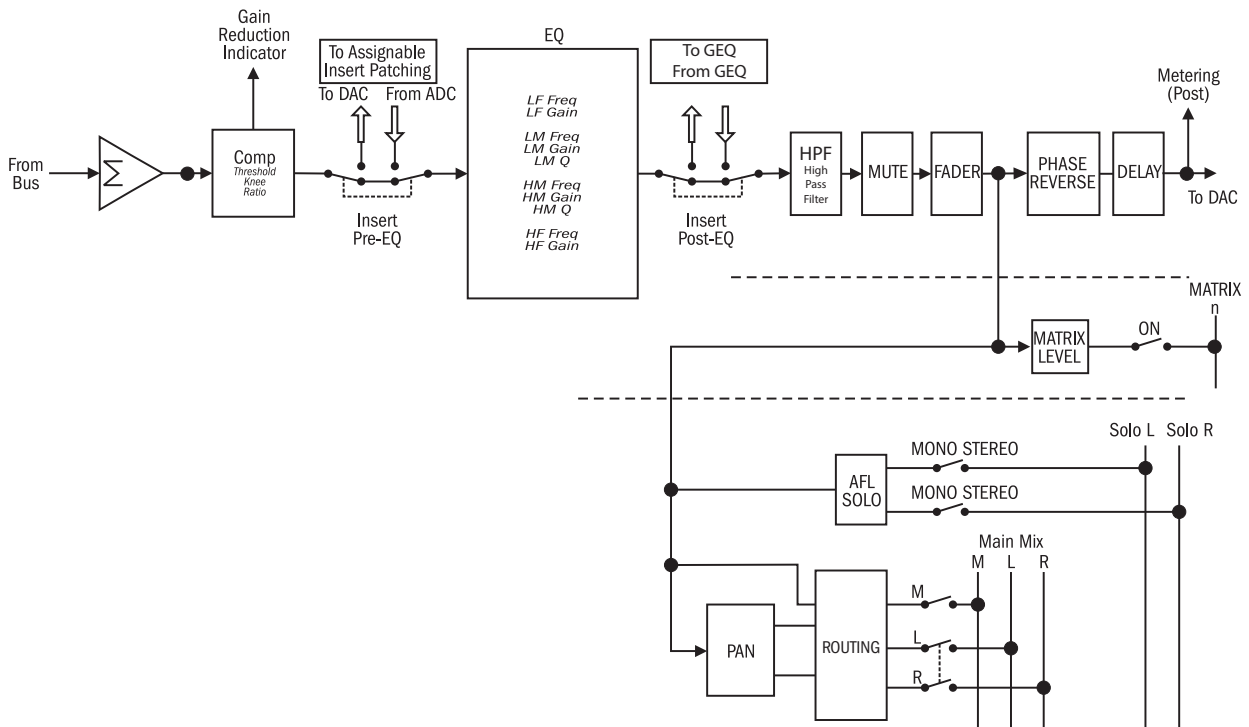 Gain
Reduction
Indicator
To Assignable
Insert Patching
To DAC From ADC
EQ
To GEQ
From GEQ
Metering
(Post)
From
Bus
Σ
Comp
Threshold
Knee
Ratio
Insert
Pre-EQ
LF Freq
LF Gain
LM Freq
LM Gain
LM Q
HM Freq
HM Gain
HM Q
HF Freq
HF Gain
Insert
Post-EQ
HPF
High
Pass
Filter
MUTE
FADER
PHASE
REVERSE
DELAY
To DAC
MATRIX
n
MATRIX
LEVEL
ON
Solo L Solo R
AFL
SOLO
MONO STEREO
MONO STEREO
Main Mix
M L R
PAN
ROUTING
M
L
R